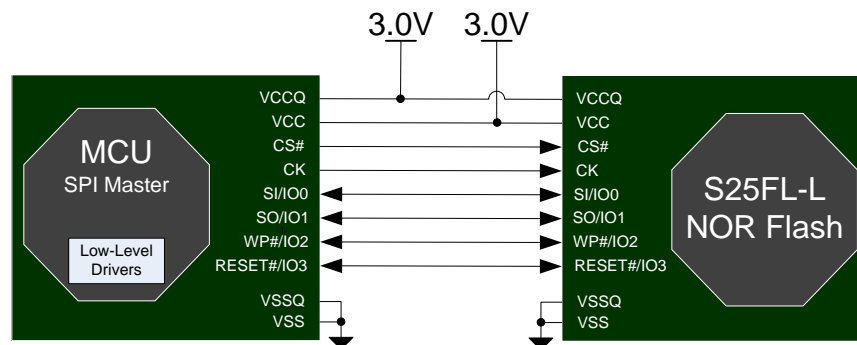 3.0V 3.0V
MCU
SPI Master
Low-Level
Drivers
VCCQ
VCC
CS#
CK
SI/IO0
SO/IO1
WP#/IO2
RESET#/IO3
VSSQ
VSS
VCCQ
VCC
CS#
CK
SI/IO0
SO/IO1
WP#/IO2
RESET#/IO3
VSSQ
VSS
S25FL-L
NOR Flash